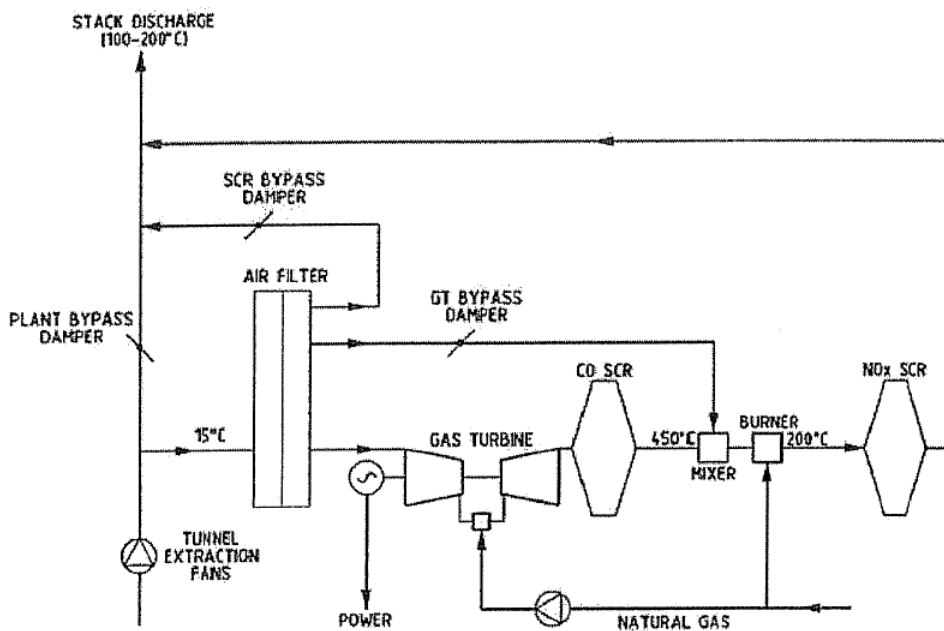 STACK DISCHARGE
(100-200°C)
SCR BYPASS
DAMPER
AIR FILTER
GT BYPASS
DAMPER
PLANT BYPASS
DAMPER
CO SCR
NOx SCR
15°C
GAS TURBINE
450°C
BURNER
200°C
MIXER
TUNNEL
EXTRACTION
FANS
POWER
NATURAL GAS